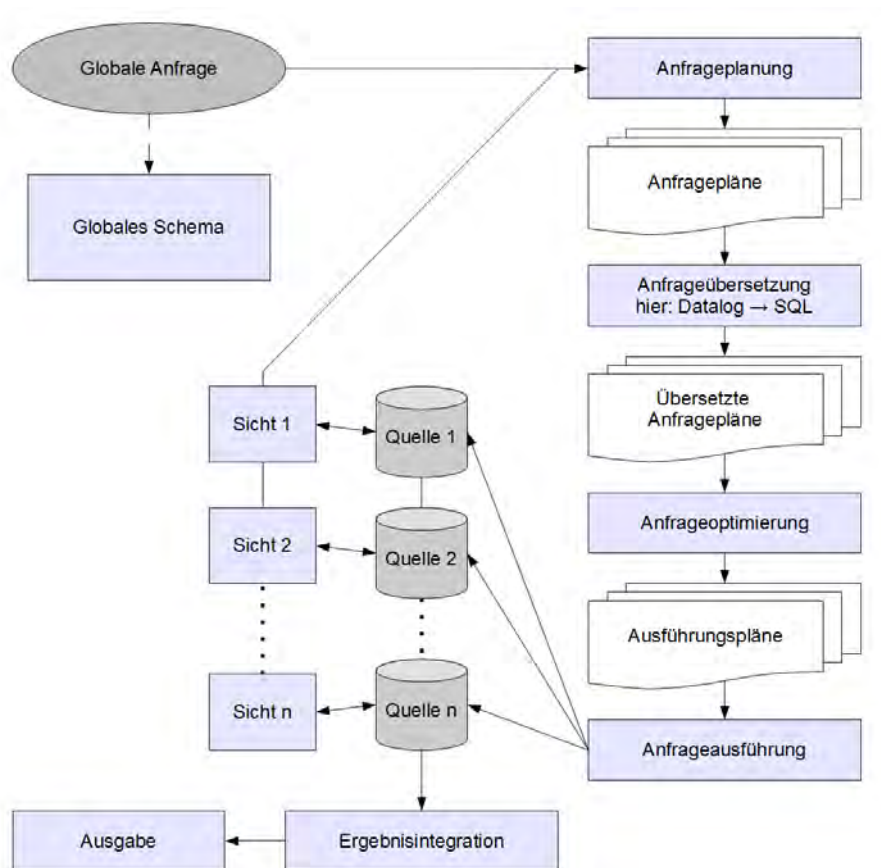 Globale Anfrage
Anfrageplanung
Anfragepläne
Globales Schema
Anfrageübersetzung
hier: Datalog → SQL
Übersetzte
Anfragepläne
Sicht 1
Quelle 1
Anfrageoptimierung
Sicht 2
Quelle 2
Ausführungspläne
Sicht n
Quelle n
Anfrageausführung
Ausgabe
Ergebnisintegration